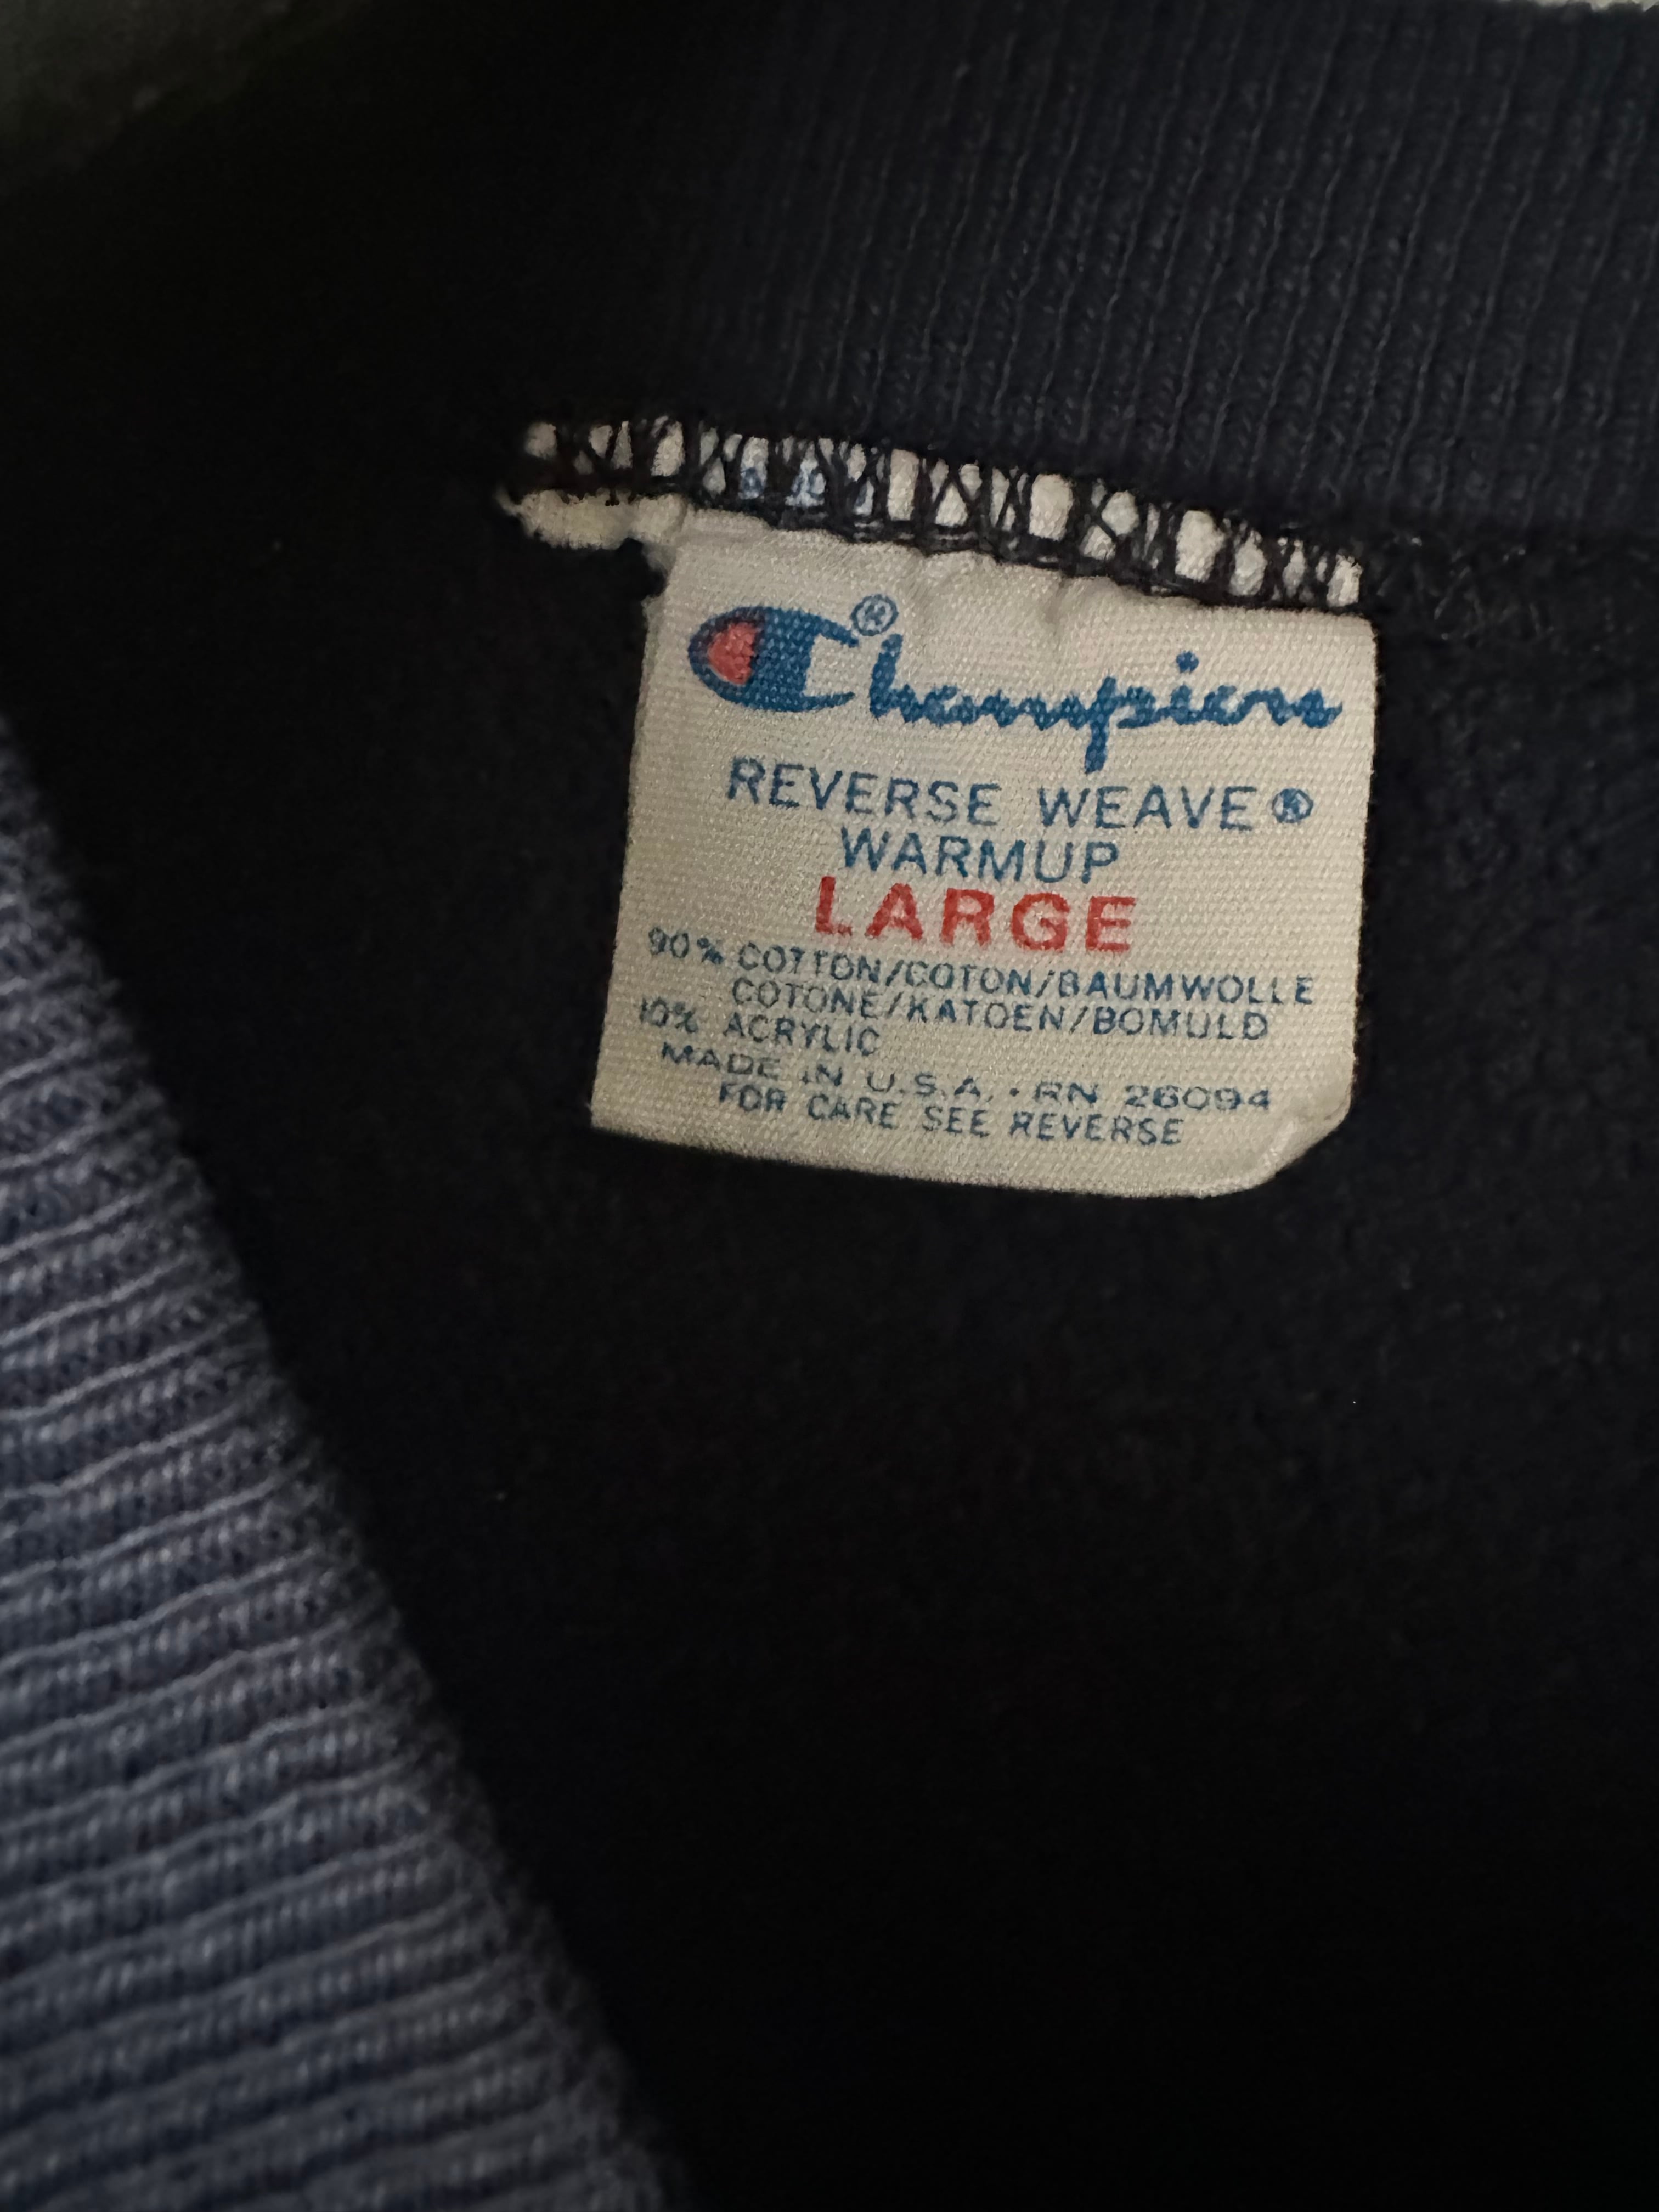 Champion®
REVERSE WEAVE®
WARMUP
LARGE
90% COTTON/COTON/BAUMWOLLE
COTONE/KATOEN/BOMULD
10% ACRYLIC
MADE IN U.S.A. · RN 26094
FOR CARE SEE REVERSE